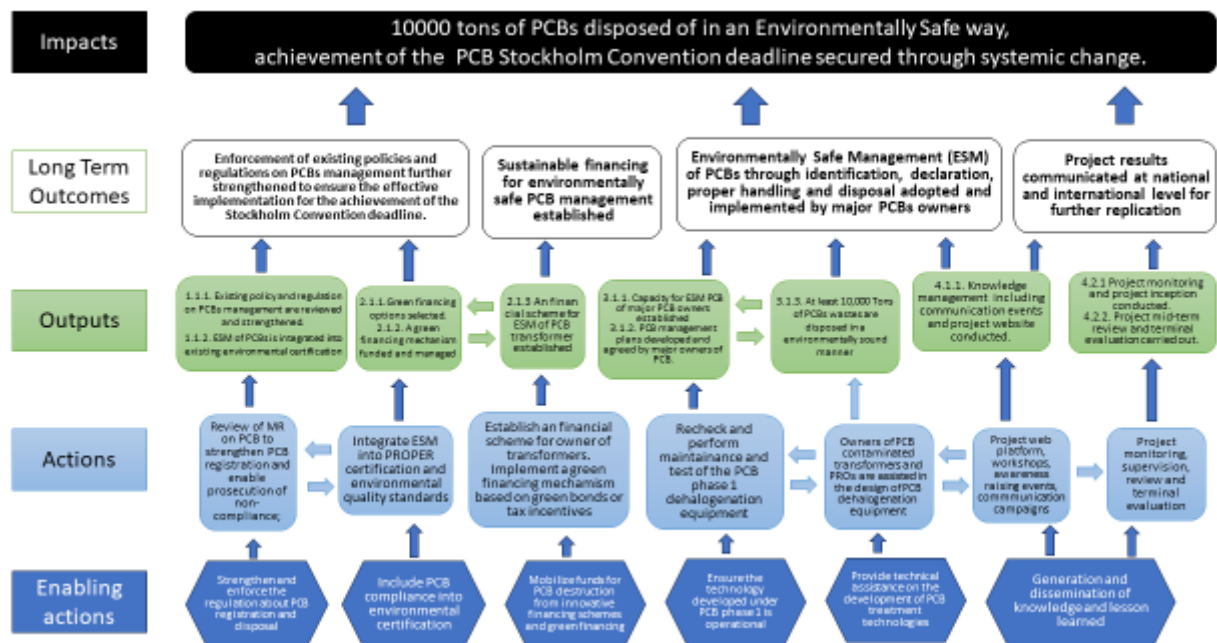 Impacts
10000 tons of PCBs disposed of in an Environmentally Safe way,
achievement of the PCB Stockholm Convention deadline secured through systemic change.
Long Term
Outcomes
Enforcement of existing policies and
regulations on PCBs management further
strengthened to ensure the effective
implementation for the achievement of the
Stockholm Convention deadline.
Sustainable financing
for environmentally
safe PCB management
established
Environmentally Safe Management (ESM)
of PCBs through identification, declaration,
proper handling and disposal adopted and
implemented by major PCBs owners
Project results
communicated at national
and international level for
further replication
Outputs
1.1.1. Existing policy and regulation
on PCBs management are reviewed
and strengthened.
1.1.2. ESM of PCBs is integrated into
existing environmental certification
2.1.1. Green financing
options selected.
2.1.2. A green
financing mechanism
funded and managed
2.1.3 An finan
cial scheme for
ESM of PCB
transformer
established
3.1.1. Capacity for ESM PCB
of major PCB owners
established
3.1.2. PCB management
plans developed and
agreed by major owners of
PCB.
3.1.3. At least 10,000 Tons
of PCBs wastes are
disposed in a
environmentally sound
manner
4.1.1. Knowledge
management including
communication events
and project website
conducted.
4.2.1 Project monitoring
and project inception
conducted.
4.2.2. Project mid-term
review and terminal
evaluation carried out.
Actions
Review of MR
on PCB to
strengthen PCB
registration and
enable
prosecution of
non-
compliance;
Integrate ESM
into PROPER
certification and
environmental
quality standards
Establish an financial
scheme for owner of
transformers.
Implement a green
financing mechanism
based on green bonds or
tax incentives
Recheck and
perform
maintainance and
test of the PCB
phase 1
dehalogenation
equipment
Owners of PCB
contaminated
transformers and
PROs are assisted in
the design of PCB
dehalogenation
equipment
Project web
platform,
workshops,
awareness
raising events,
commmunication
campaigns
Project
monitoring,
supervision,
review and
terminal
evaluation
Enabling
actions
Strengthen and
enforce the
regulation about PCB
registration and
disposal
Include PCB
compliance into
environmental
certification
Mobilize funds for
PCB destruction
from innovative
financing schemes
and green financing
Ensure the
technology
developed under
PCB phase 1 is
operational
Provide technical
assistance on the
development of PCB
treatment
technologies
Generation and
dissemination of
knowledge and lesson
learned